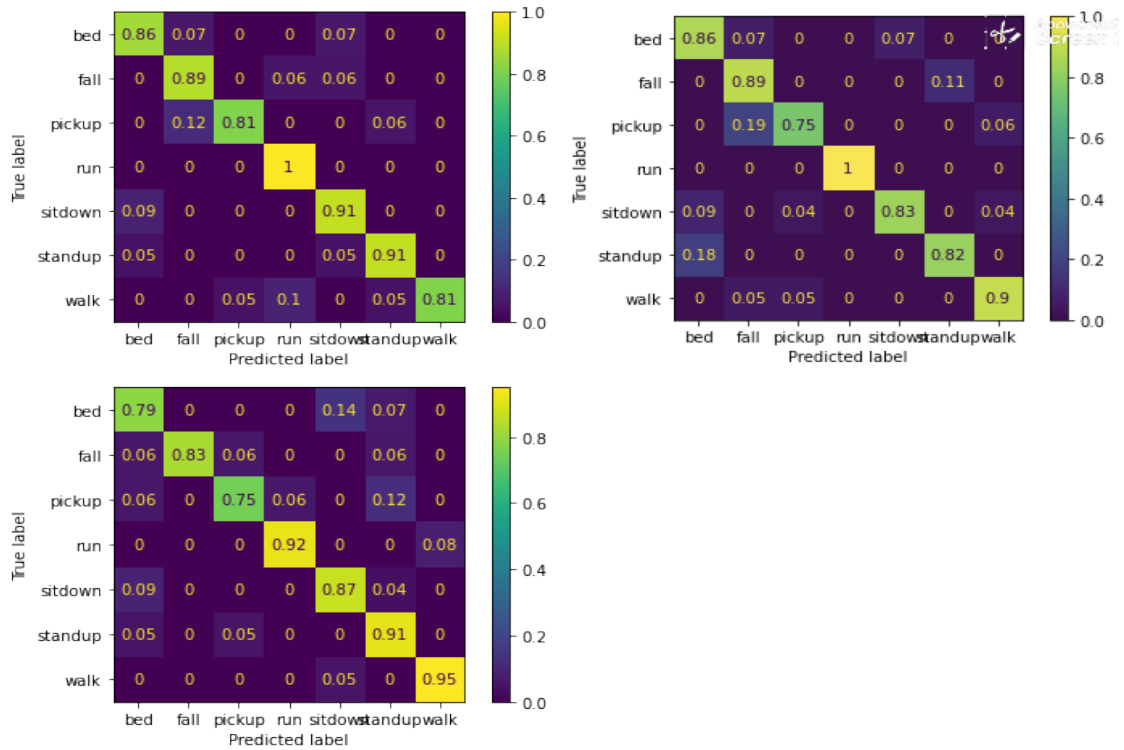 bed 0.86 0.07 0 0 0.07 0 0
fall 0 0.89 0 0.06 0.06 0 0
pickup 0 0.12 0.81 0 0 0.06 0
run 0 0 0 1 0 0 0
sitdown 0.09 0 0 0 0.91 0 0
standup 0.05 0 0 0 0.05 0.91 0
walk 0 0 0.05 0.1 0 0.05 0.81
bed fall pickup run sitdown standup walk
Predicted label
True label
1.0
0.8
0.6
0.4
0.2
0.0
bed 0.86 0.07 0 0 0.07 0 0
fall 0 0.89 0 0 0 0.11 0
pickup 0 0.19 0.75 0 0 0 0.06
run 0 0 0 1 0 0 0
sitdown 0.09 0 0.04 0 0.83 0 0.04
standup 0.18 0 0 0 0 0.82 0
walk 0 0.05 0.05 0 0 0 0.9
bed fall pickup run sitdown standup walk
Predicted label
True label
1.0
0.8
0.6
0.4
0.2
0.0
bed 0.79 0 0 0 0.14 0.07 0
fall 0.06 0.83 0.06 0 0 0.06 0
pickup 0.06 0 0.75 0.06 0 0.12 0
run 0 0 0 0.92 0 0 0.08
sitdown 0.09 0 0 0 0.87 0.04 0
standup 0.05 0 0.05 0 0 0.91 0
walk 0 0 0 0 0.05 0 0.95
bed fall pickup run sitdown standup walk
Predicted label
True label
0.8
0.6
0.4
0.2
0.0